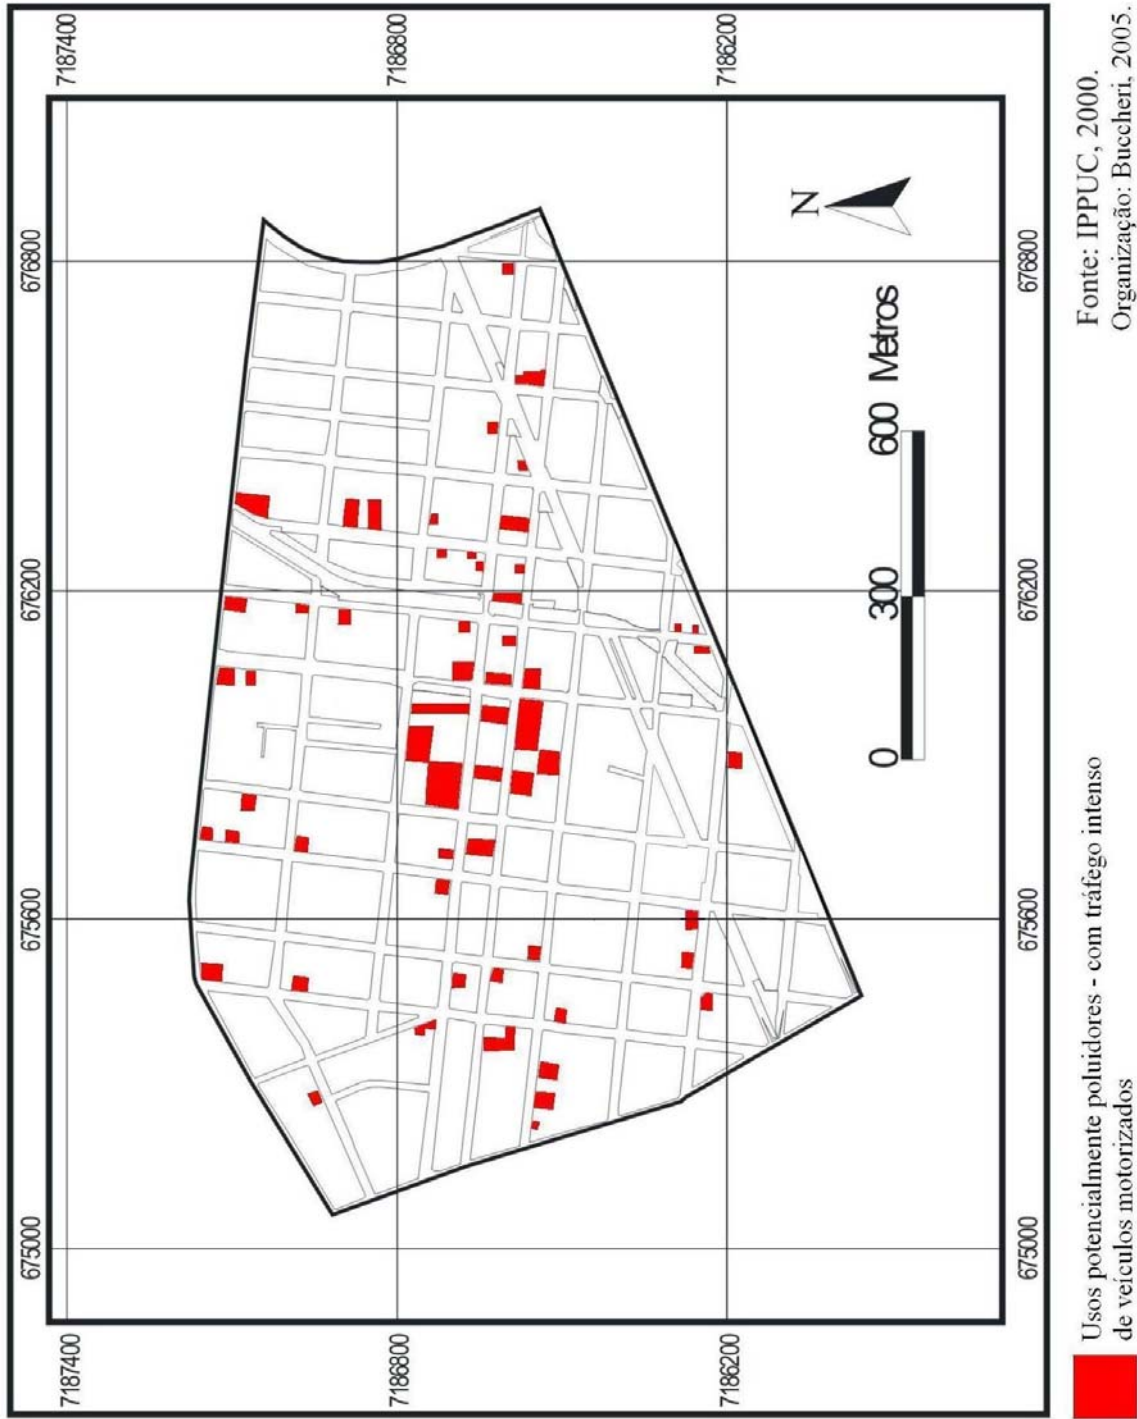 675000
675600
676200
676800
7187400
7187400
7186800
7186800
7186200
7186200
N
0
300
600 Metros
675000
675600
676200
676800
Usos potencialmente poluidores - com tráfego intenso
de veículos motorizados
Fonte: IPPUC, 2000.
Organização: Buccheri, 2005.